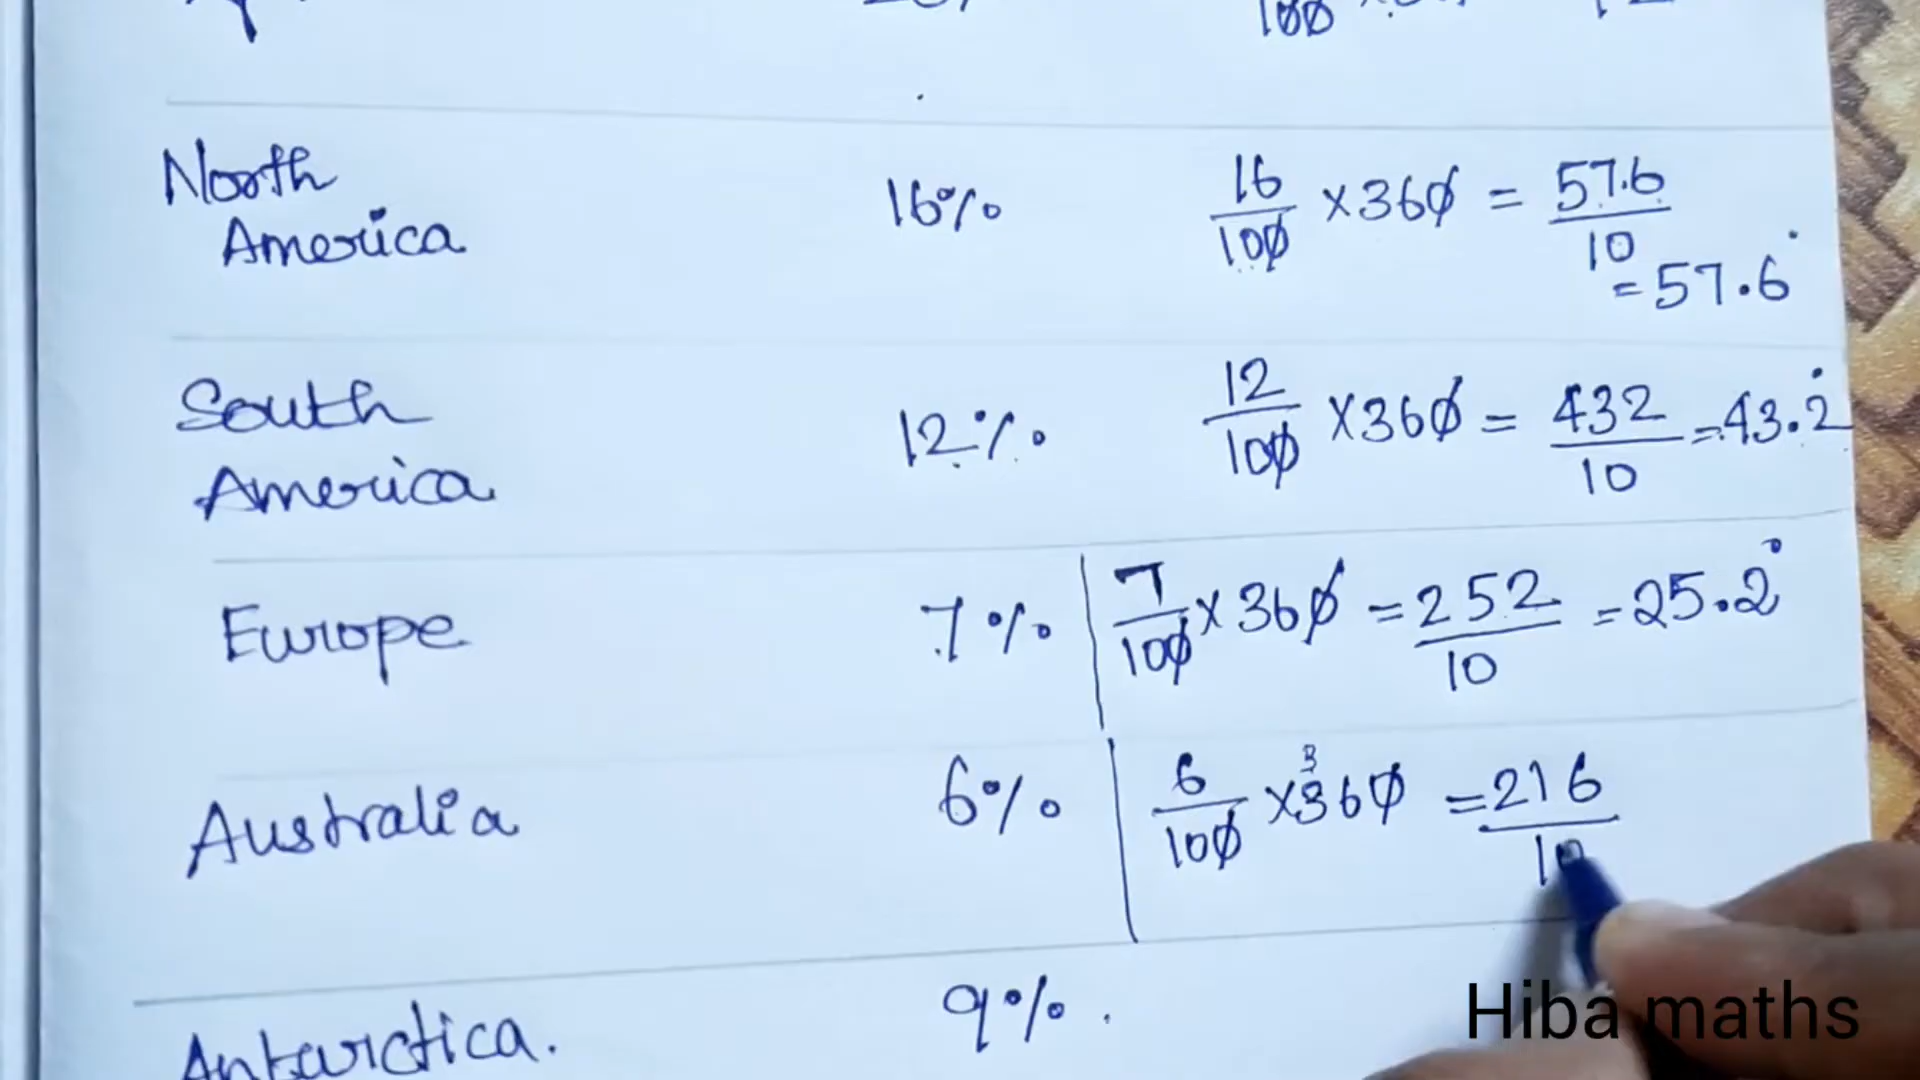 100
North
America
16%
16/100 ×360 = 57.6/10
= 57.6°
South
America
12%
12/100 ×360 = 432/10 = 43.2°
Europe
7%
7/100 × 360 = 252/10 = 25.2°
Australia
6%
6/100 × 360 = 216/10
3
Antarctica.
9%.
Hiba maths